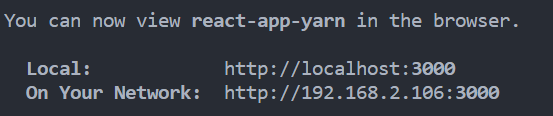 You can now view react-app-yarn in the browser.
Local: http://localhost:3000
On Your Network: http://192.168.2.106:3000